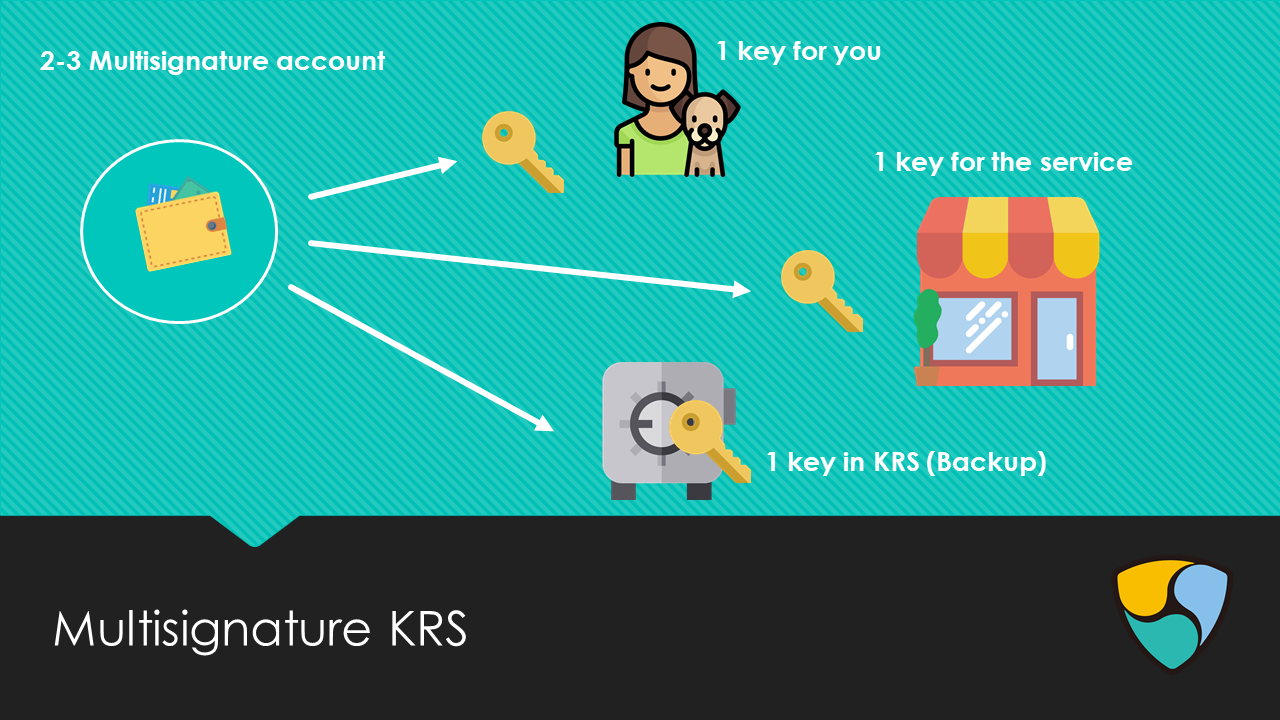 2-3 Multisignature account
1 key for you
1 key for the service
1 key in KRS (Backup)
Multisignature KRS